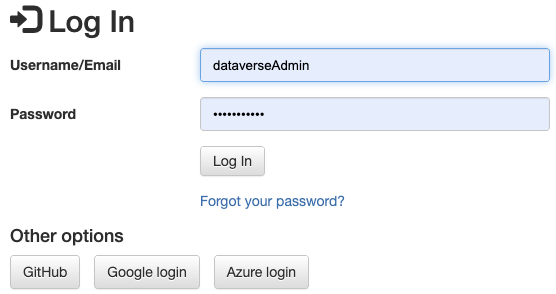 Log In
Username/Email dataverseAdmin
Password •••••••••••
Log In
Forgot your password?
Other options
GitHub Google login Azure login